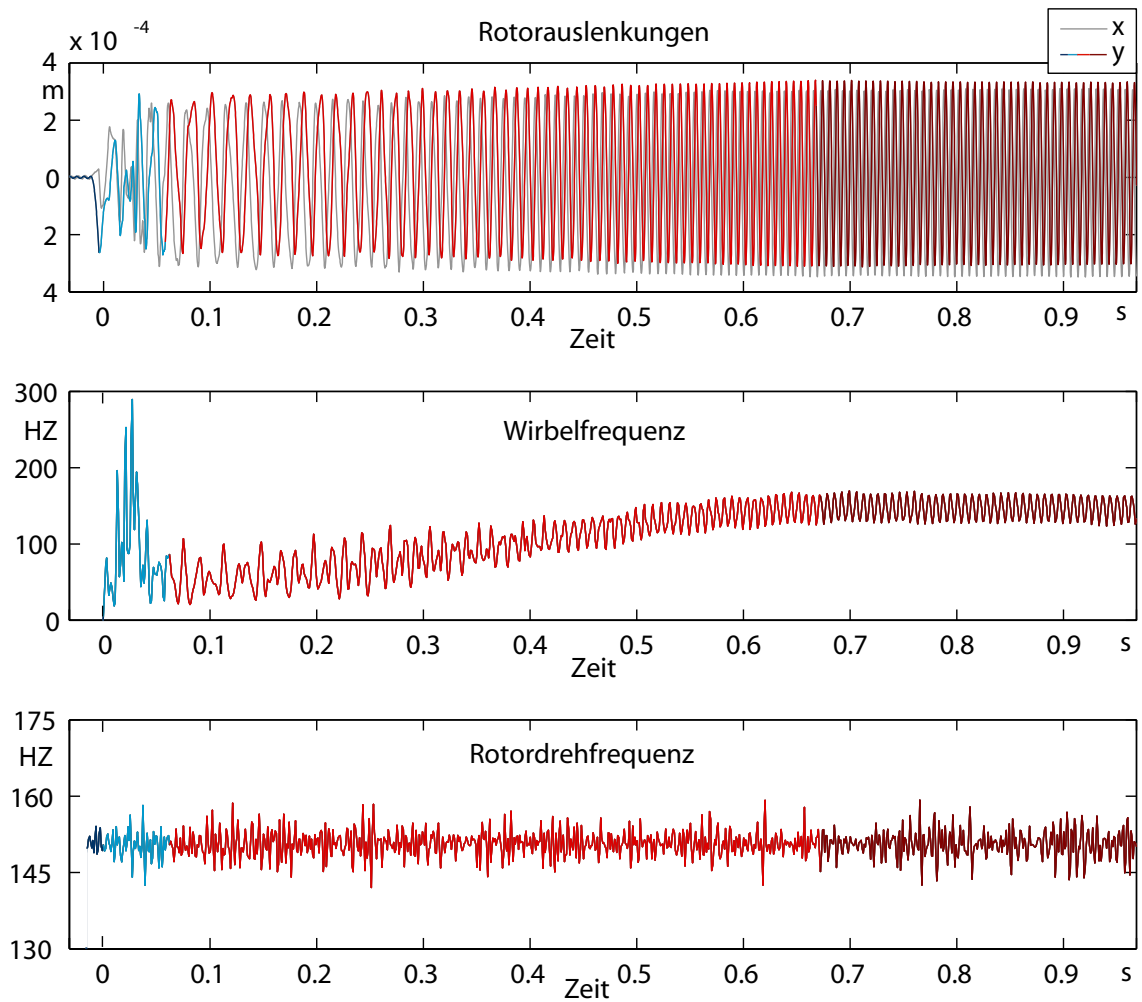 x 10 -4
Rotorauslenkungen
x
y
4
m
2
0
2
4
0 0.1 0.2 0.3 0.4 0.5 0.6 0.7 0.8 0.9 s
Zeit
300
HZ
200
100
0
Wirbelfrequenz
0 0.1 0.2 0.3 0.4 0.5 0.6 0.7 0.8 0.9 s
Zeit
175
HZ
160
145
130
Rotordrehfrequenz
0 0.1 0.2 0.3 0.4 0.5 0.6 0.7 0.8 0.9 s
Zeit